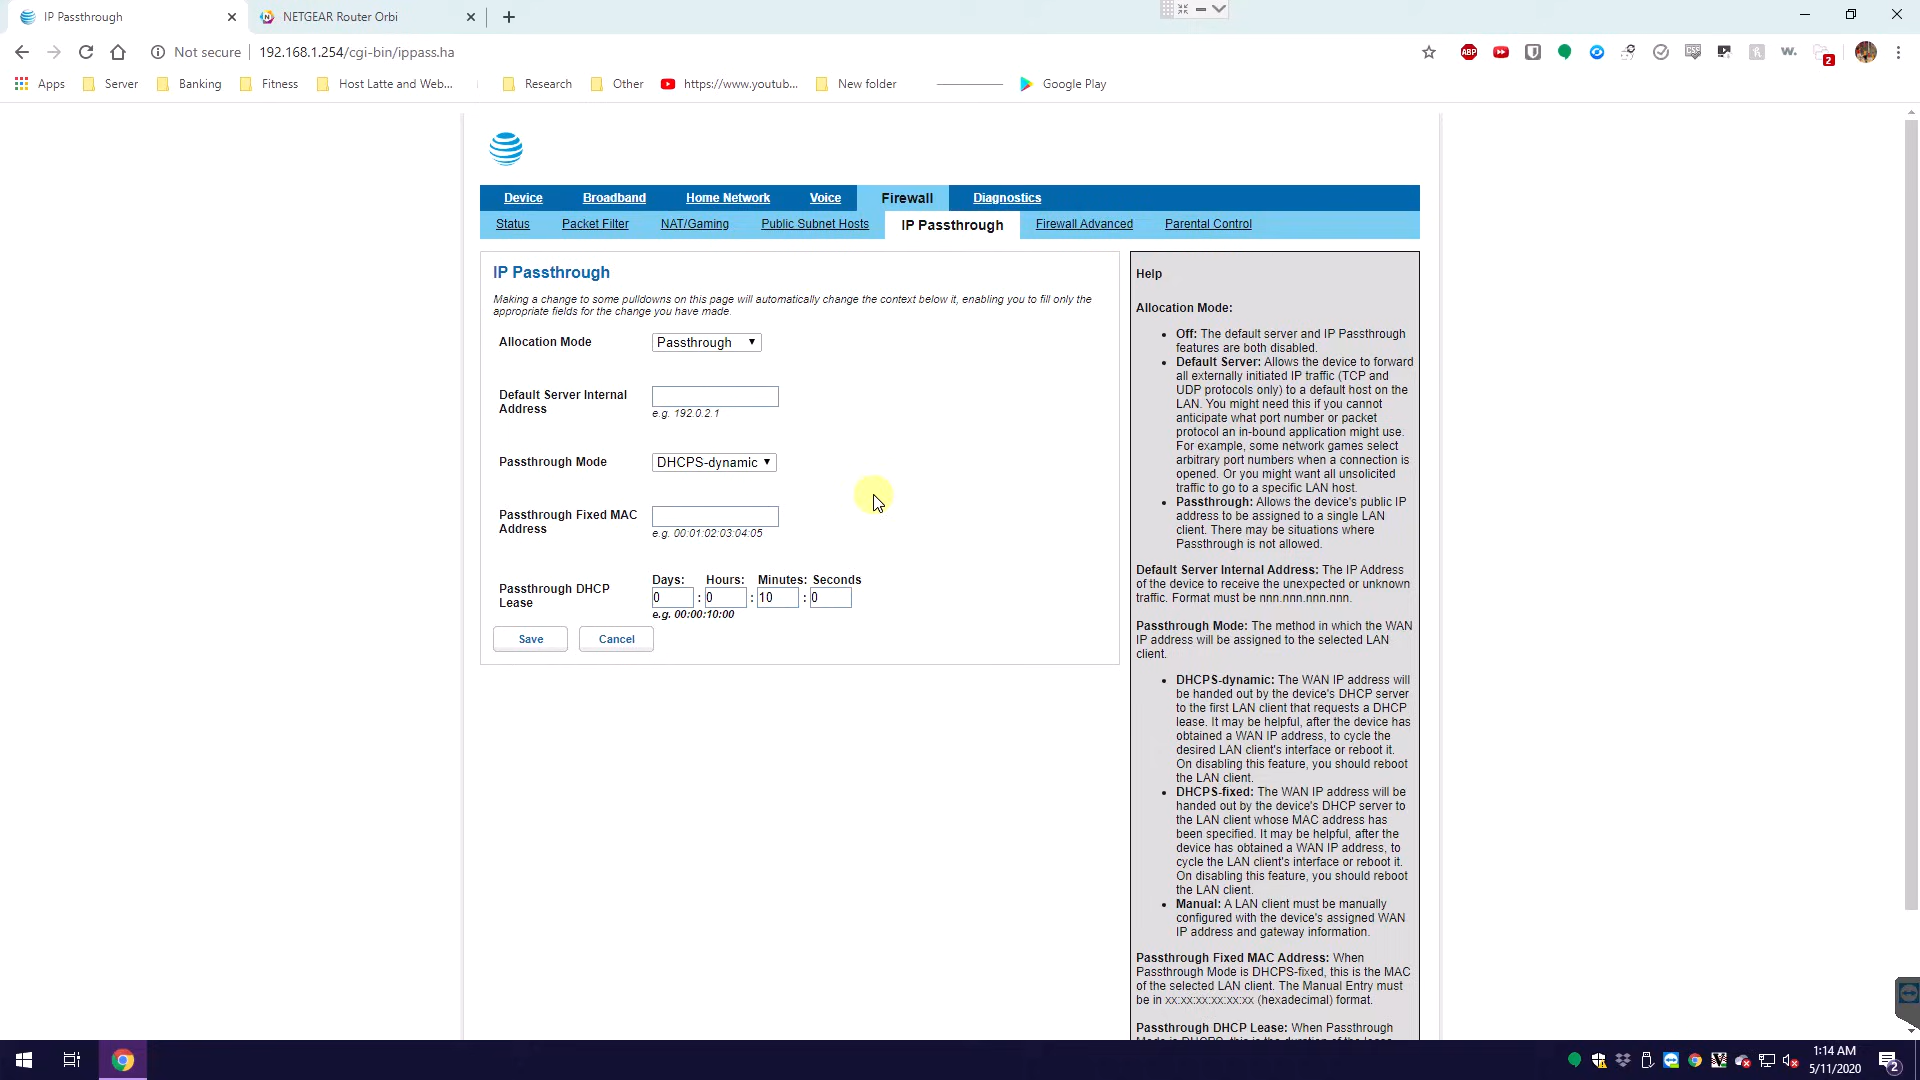 IP Passthrough
NETGEAR Router Orbi
Not secure
192.168.1.254/cgi-bin/ippass.ha
ABP
CSS
w.
2
Apps
Server
Banking
Fitness
Host Latte and Web...
Research
Other
https://www.youtub...
New folder
Google Play
Device
Broadband
Home Network
Voice
Firewall
Diagnostics
Status
Packet Filter
NAT/Gaming
Public Subnet Hosts
IP Passthrough
Firewall Advanced
Parental Control
IP Passthrough
Making a change to some pulldowns on this page will automatically change the context below it, enabling you to fill only the
appropriate fields for the change you have made.
Allocation Mode
Passthrough
Default Server Internal
Address
e.g. 192.0.2.1
Passthrough Mode
DHCPS-dynamic
Passthrough Fixed MAC
Address
e.g. 00:01:02:03:04:05
Passthrough DHCP
Lease
Days: Hours: Minutes: Seconds
0 : 0 : 10 : 0
e.g. 00:00:10:00
Save
Cancel
Help
Allocation Mode:
• Off: The default server and IP Passthrough
features are both disabled.
• Default Server: Allows the device to forward
all externally initiated IP traffic (TCP and
UDP protocols only) to a default host on the
LAN. You might need this if you cannot
anticipate what port number or packet
protocol an in-bound application might use.
For example, some network games select
arbitrary port numbers when a connection is
opened. Or you might want all unsolicited
traffic to go to a specific LAN host.
• Passthrough: Allows the device's public IP
address to be assigned to a single LAN
client. There may be situations where
Passthrough is not allowed.
Default Server Internal Address: The IP Address
of the device to receive the unexpected or unknown
traffic. Format must be nnn.nnn.nnn.nnn.
Passthrough Mode: The method in which the WAN
IP address will be assigned to the selected LAN
client.
• DHCPS-dynamic: The WAN IP address will
be handed out by the device's DHCP server
to the first LAN client that requests a DHCP
lease. It may be helpful, after the device has
obtained a WAN IP address, to cycle the
desired LAN client's interface or reboot it.
On disabling this feature, you should reboot
the LAN client.
• DHCPS-fixed: The WAN IP address will be
handed out by the device's DHCP server to
the LAN client whose MAC address has
been specified. It may be helpful, after the
device has obtained a WAN IP address, to
cycle the LAN client's interface or reboot it.
On disabling this feature, you should reboot
the LAN client.
• Manual: A LAN client must be manually
configured with the device's assigned WAN
IP address and gateway information.
Passthrough Fixed MAC Address: When
Passthrough Mode is DHCPS-fixed, this is the MAC
of the selected LAN client. The Manual Entry must
be in xx:xx:xx:xx:xx:xx (hexadecimal) format.
Passthrough DHCP Lease: When Passthrough
1:14 AM
5/11/2020
2